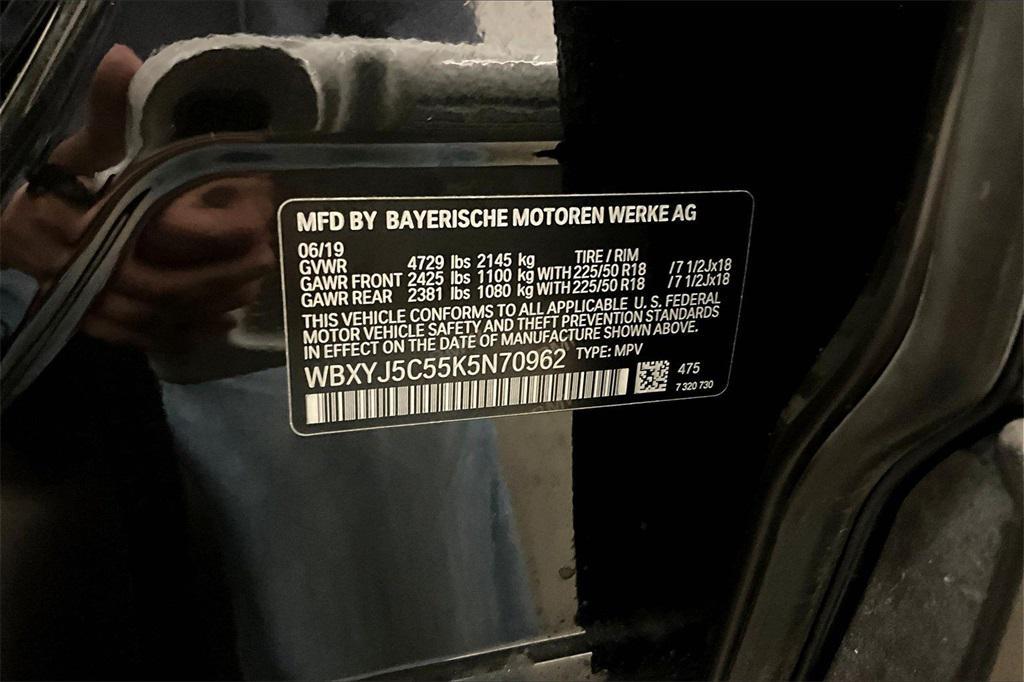 MFD BY BAYERISCHE MOTOREN WERKE AG
06/19
GVWR 4729 lbs 2145 kg TIRE / RIM
GAWR FRONT 2425 lbs 1100 kg WITH 225/50 R18 /7 1/2Jx18
GAWR REAR 2381 lbs 1080 kg WITH 225/50 R18 /7 1/2Jx18
THIS VEHICLE CONFORMS TO ALL APPLICABLE U. S. FEDERAL
MOTOR VEHICLE SAFETY AND THEFT PREVENTION STANDARDS
IN EFFECT ON THE DATE OF MANUFACTURE SHOWN ABOVE.
WBXYJ5C55K5N70962 TYPE: MPV
475
7 320 730